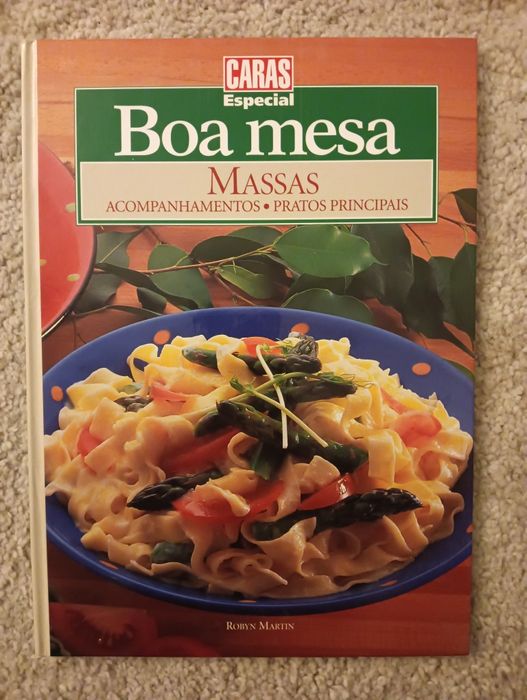 CARAS
Especial
Boa mesa
MASSAS
ACOMPANHAMENTOS • PRATOS PRINCIPAIS
ROBYN MARTIN